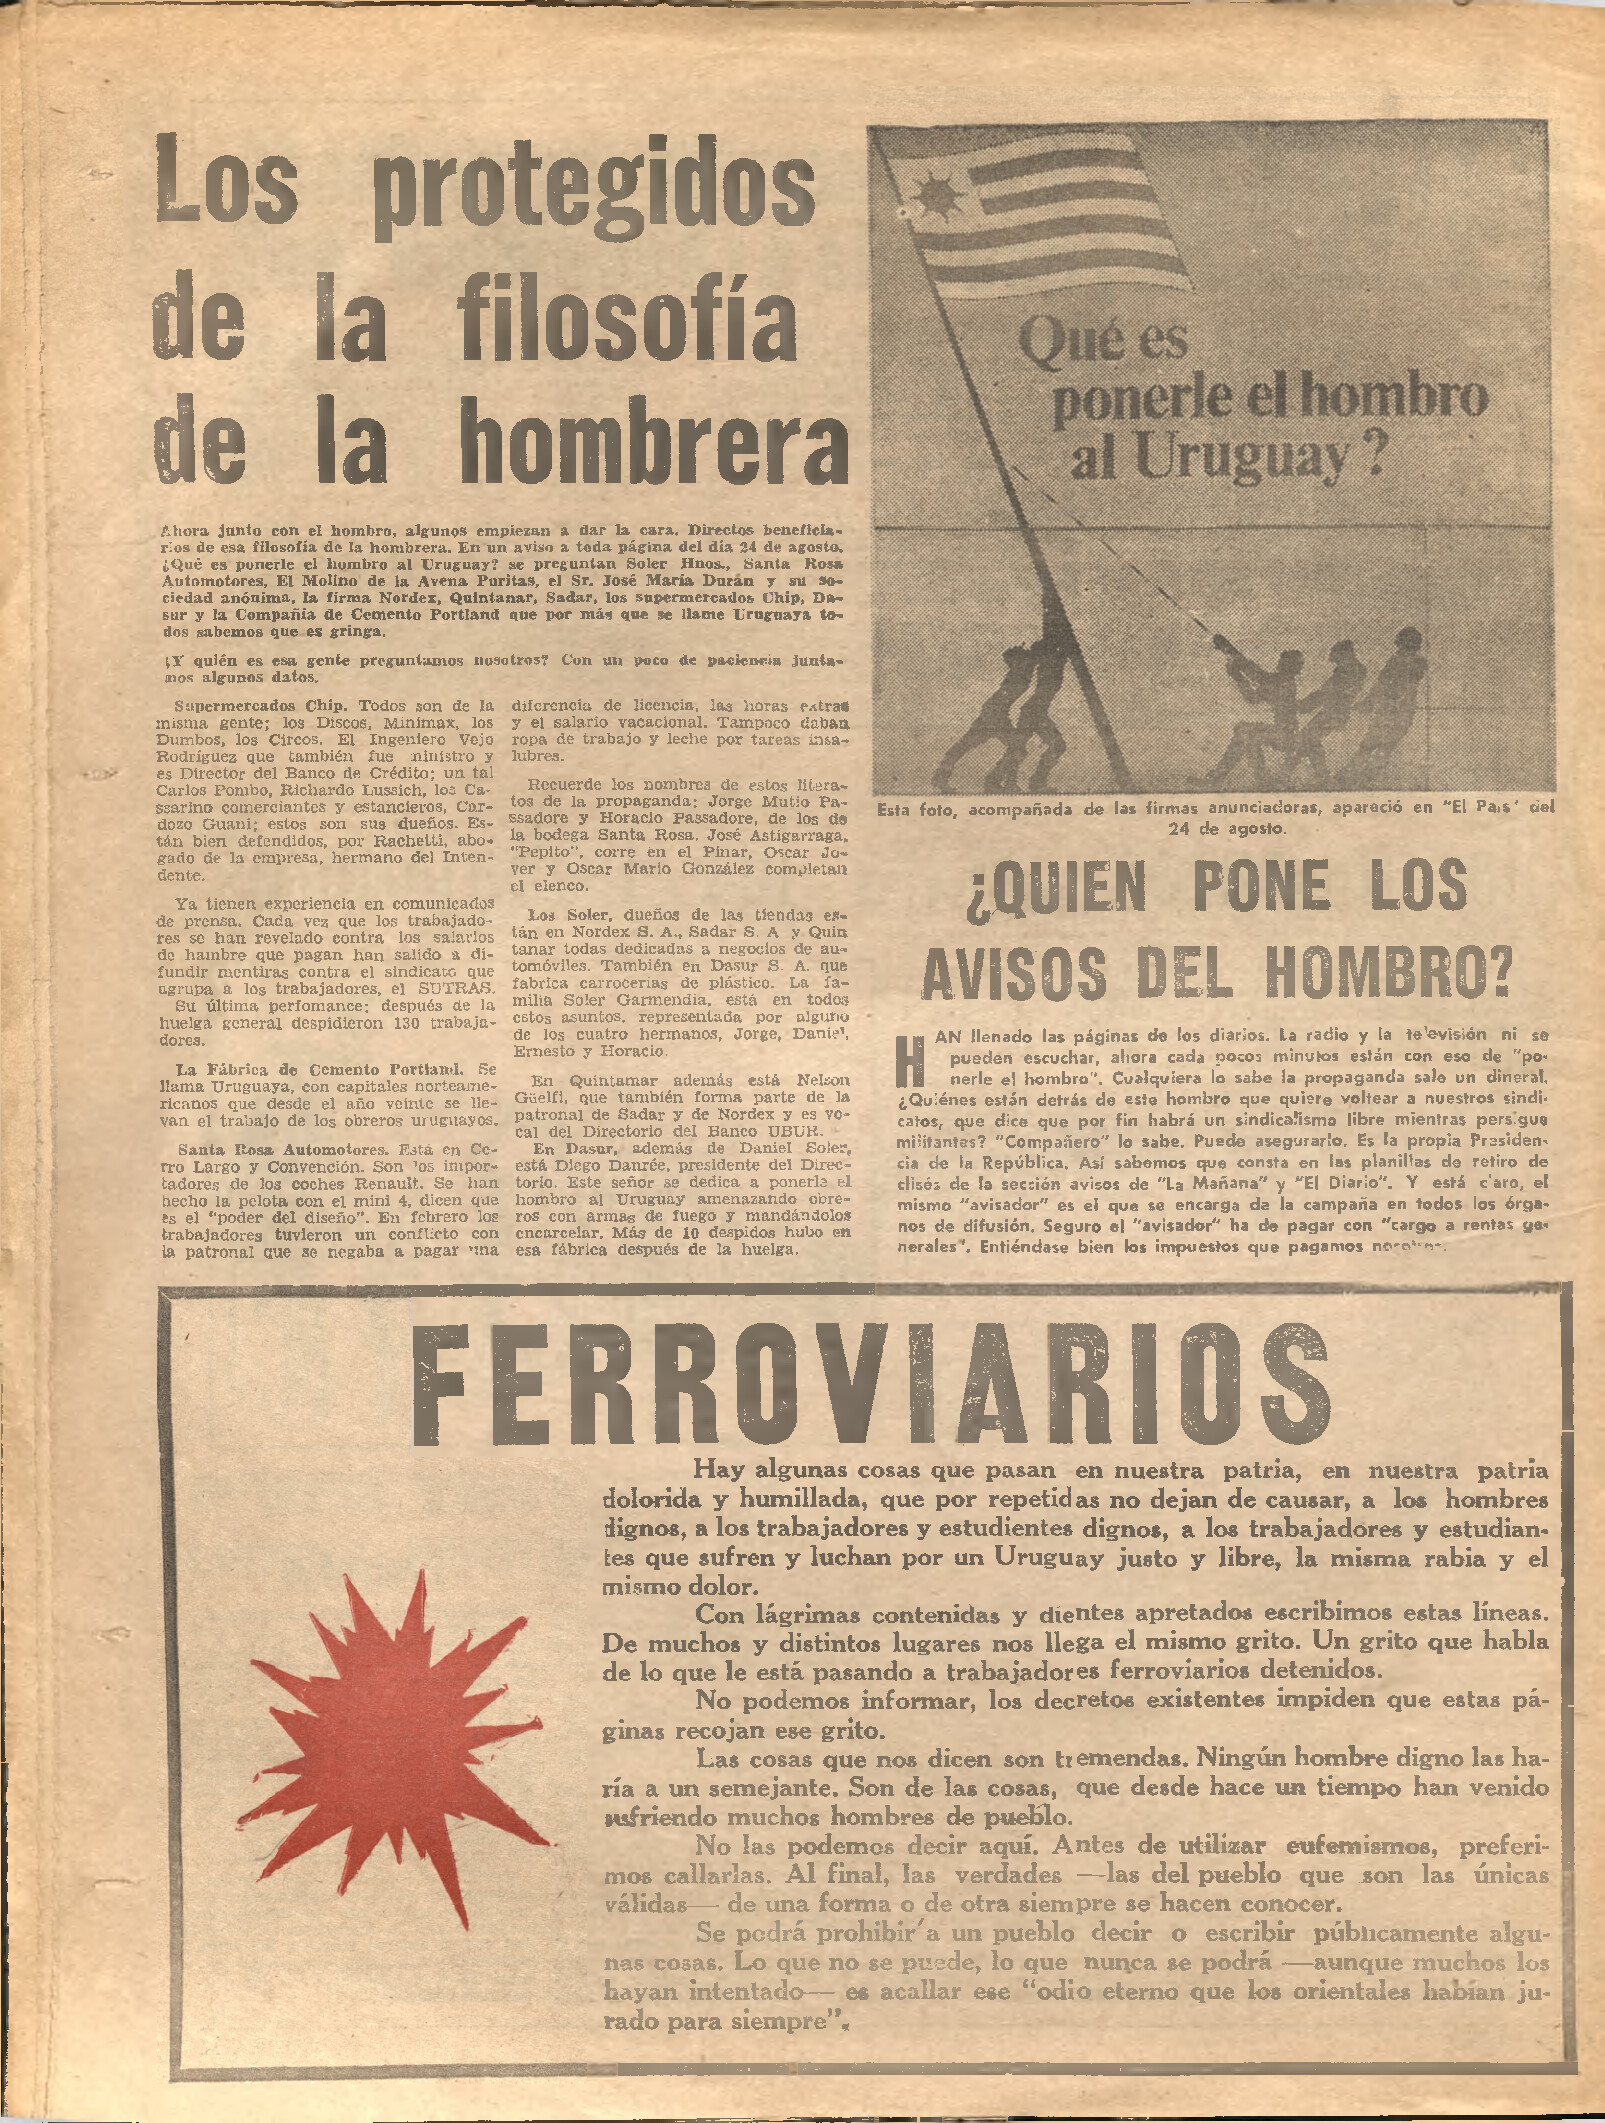 Los protegidos
de la filosofía
de la hombrera
Ahora junto con el hombro, algunos empiezan a dar la cara. Directos beneficia-
rios de esa filosofía de la hombrera. En un aviso a toda página del día 24 de agosto.
¿Qué es ponerle el hombro al Uruguay? se preguntan Soler Hnos., Santa Rosa
Automotores, El Molino de la Avena Puritas, el Sr. José María Durán y su so-
ciedad anónima, la firma Nordex, Quintanar, Sadar, los supermercados Chip, Da-
sur y la Compañía de Cemento Portland que por más que se llame Uruguaya to-
dos sabemos que es gringa.
¿Y quién es esa gente preguntamos nosotros? Con un poco de paciencia junta-
mos algunos datos.
Supermercados Chip. Todos son de la
misma gente; los Discos, Minimax, los
Dumbos, los Circos. El Ingeniero Vejo
Rodríguez que también fue ministro y
es Director del Banco de Crédito; un tal
Carlos Pombo, Richardo Lussich, los Ca-
ssarino comerciantes y estancieros, Car-
dozo Guani; estos son sus dueños. Es-
tán bien defendidos, por Rachetti, abo-
gado de la empresa, hermano del Inten-
dente.
Ya tienen experiencia en comunicados
de prensa. Cada vez que los trabajado-
res se han revelado contra los salarios
de hambre que pagan han salido a di-
fundir mentiras contra el sindicato que
agrupa a los trabajadores, el SUTRAS.
Su última perfomance: después de la
huelga general despidieron 130 trabaja-
dores.
La Fábrica de Cemento Portland. Se
llama Uruguaya, con capitales norteame-
ricanos que desde el año veinte se lle-
van el trabajo de los obreros uruguayos.
Santa Rosa Automotores. Está en Ce-
rro Largo y Convención. Son los impor-
tadores de los coches Renault. Se han
hecho la pelota con el mini 4, dicen que
es el "poder del diseño". En febrero los
trabajadores tuvieron un conflicto con
la patronal que se negaba a pagar una
diferencia de licencia, las horas extras
y el salario vacacional. Tampoco daban
ropa de trabajo y leche por tareas insa-
lubres.
Recuerde los nombres de estos litera-
tos de la propaganda: Jorge Mutio Pa-
ssadore y Horacio Passadore, de los de
la bodega Santa Rosa. José Astigarraga,
"Pepito", corre en el Pinar, Oscar Jo-
ver y Oscar Mario González completan
el elenco.
Los Soler, dueños de las tiendas es-
tán en Nordex S. A., Sadar S. A y Quin
tanar todas dedicadas a negocios de au-
tomóviles. También en Dasur S. A. que
fabrica carrocerías de plástico. La fa-
milia Soler Garmendia, está en todos
estos asuntos, representada por alguno
de los cuatro hermanos, Jorge, Daniel,
Ernesto y Horacio.
En Quintamar además está Nelson
Güelfi, que también forma parte de la
patronal de Sadar y de Nordex y es vo-
cal del Directorio del Banco UBUR.
En Dasur, además de Daniel Soler,
está Diego Danrée, presidente del Direc-
torio. Este señor se dedica a ponerle el
hombro al Uruguay amenazando obre-
ros con armas de fuego y mandándolos
encarcelar. Más de 10 despidos hubo en
esa fábrica después de la huelga.
Qué es
ponerle el hombro
al Uruguay?
Esta foto, acompañada de las firmas anunciadoras, apareció en "El País" del
24 de agosto.
¿QUIEN PONE LOS
AVISOS DEL HOMBRO?
HAN llenado las páginas de los diarios. La radio y la televisión ni se
pueden escuchar, ahora cada pocos minutos están con eso de "po-
nerle el hombro". Cualquiera lo sabe la propaganda sale un dineral.
¿Quiénes están detrás de este hombro que quiere voltear a nuestros sindi-
catos, que dice que por fin habrá un sindicalismo libre mientras persigue
militantes? "Compañero" lo sabe. Puede asegurarlo. Es la propia Presiden-
cia de la República. Así sabemos que consta en las planillas de retiro de
clisés de la sección avisos de "La Mañana" y "El Diario". Y está claro, el
mismo "avisador" es el que se encarga de la campaña en todos los órga-
nos de difusión. Seguro el "avisador" ha de pagar con "cargo a rentas ge-
nerales". Entiéndase bien los impuestos que pagamos
FERROVIARIOS
Hay algunas cosas que pasan en nuestra patria, en nuestra patria
dolorida y humillada, que por repetidas no dejan de causar, a los hombres
dignos, a los trabajadores y estudientes dignos, a los trabajadores y estudian-
tes que sufren y luchan por un Uruguay justo y libre, la misma rabia y el
mismo dolor.
Con lágrimas contenidas y dientes apretados escribimos estas líneas.
De muchos y distintos lugares nos llega el mismo grito. Un grito que habla
de lo que le está pasando a trabajadores ferroviarios detenidos.
No podemos informar, los decretos existentes impiden que estas pá-
ginas recojan ese grito.
Las cosas que nos dicen son tremendas. Ningún hombre digno las ha-
ría a un semejante. Son de las cosas, que desde hace un tiempo han venido
sufriendo muchos hombres de pueblo.
No las podemos decir aquí. Antes de utilizar eufemismos, preferi-
mos callarlas. Al final, las verdades —las del pueblo que son las únicas
válidas— de una forma o de otra siempre se hacen conocer.
Se podrá prohibir a un pueblo decir o escribir públicamente algu-
nas cosas. Lo que no se puede, lo que nunca se podrá —aunque muchos los
hayan intentado— es acallar ese "odio eterno que los orientales habían ju-
rado para siempre".